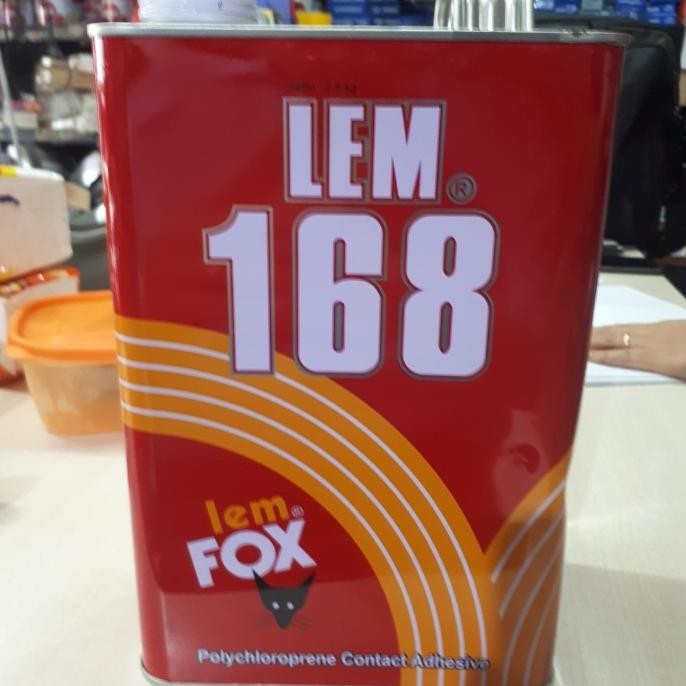 LEM®
168
lem®
FOX
Polychloroprene Contact Adhesive